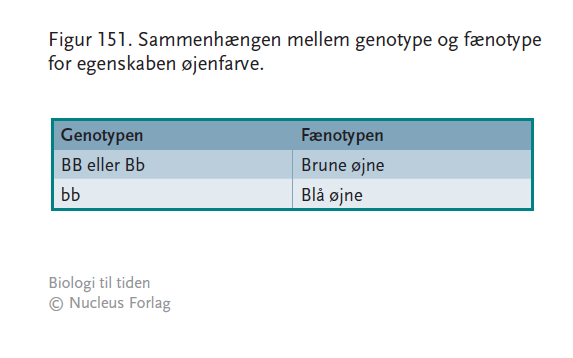 Figur 151. Sammenhængen mellem genotype og fænotype
for egenskaben øjenfarve.
Genotypen Fænotypen
BB eller Bb Brune øjne
bb Blå øjne
Biologi til tiden
© Nucleus Forlag